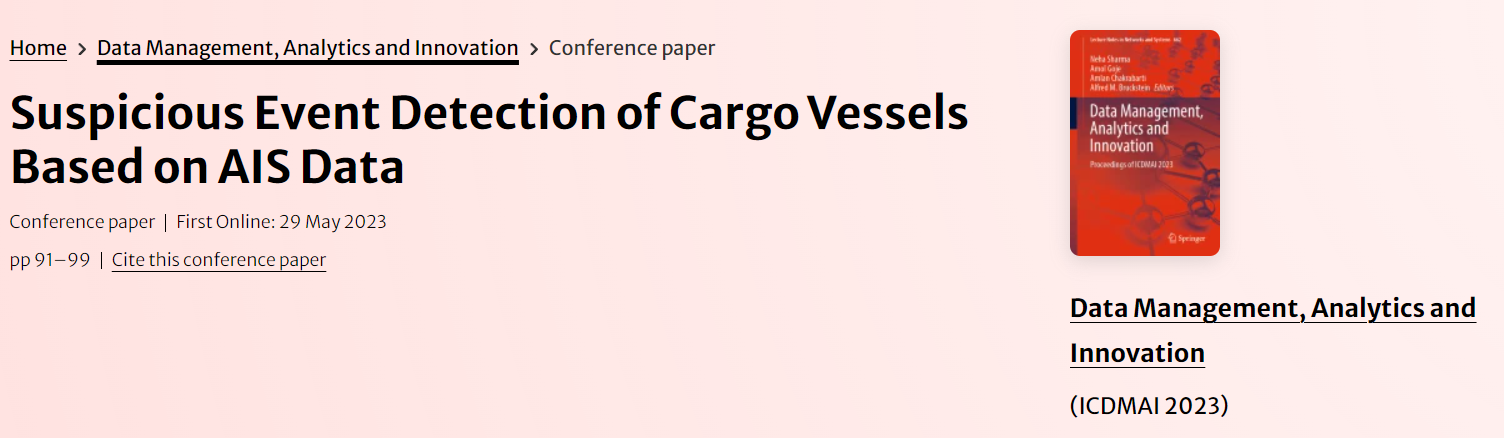 Home > Data Management, Analytics and Innovation > Conference paper
Suspicious Event Detection of Cargo Vessels
Based on AIS Data
Conference paper | First Online: 29 May 2023
pp 91–99 | Cite this conference paper
Lecture Notes in Networks and Systems 662
Neha Sharma
Amol Goje
Amlan Chakrabarti
Alfred M. Bruckstein Editors
Data Management,
Analytics and
Innovation
Proceedings of ICDMAI 2023
Springer
Data Management, Analytics and
Innovation
(ICDMAI 2023)